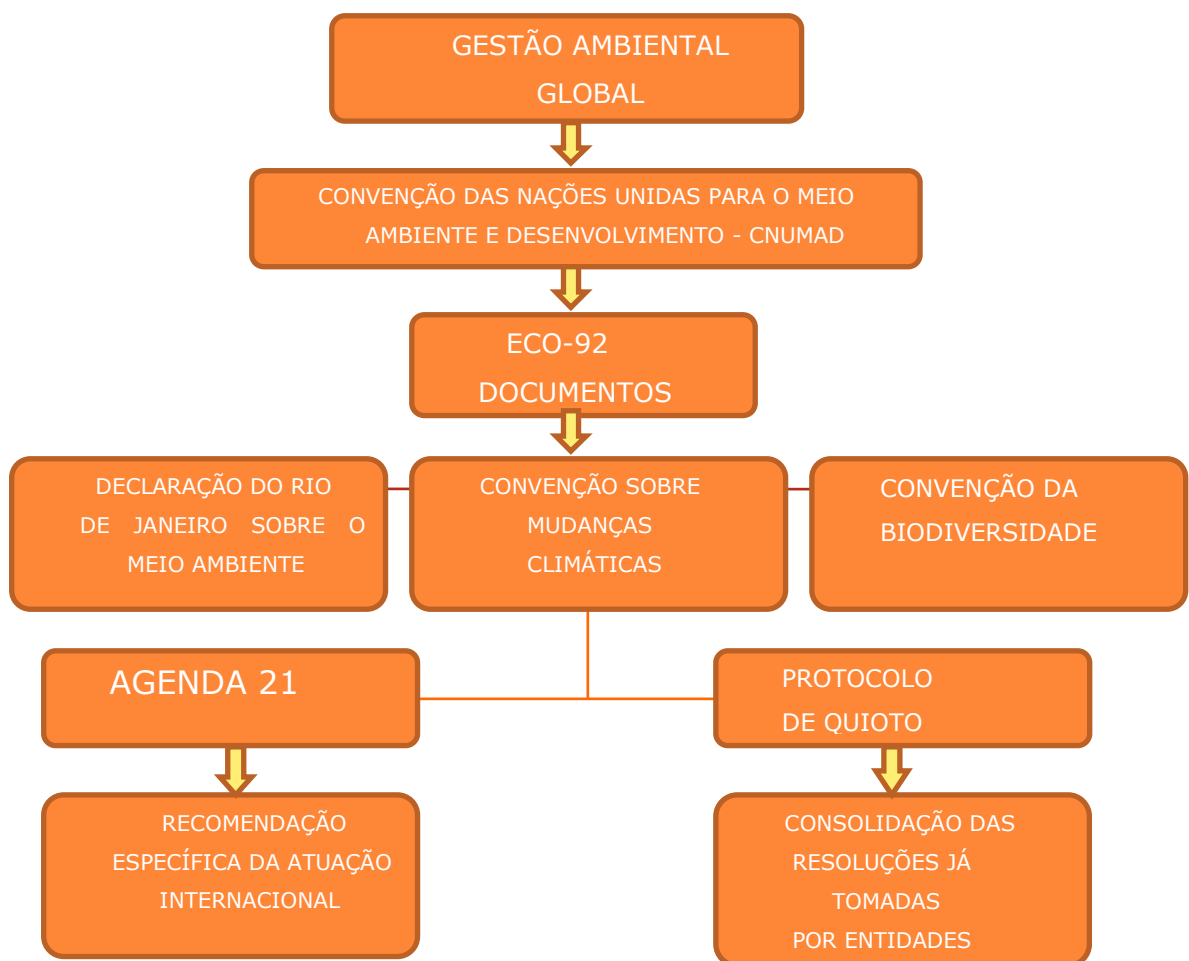 GESTÃO AMBIENTAL
GLOBAL
CONVENÇÃO DAS NAÇÕES UNIDAS PARA O MEIO
AMBIENTE E DESENVOLVIMENTO - CNUMAD
ECO-92
DOCUMENTOS
DECLARAÇÃO DO RIO
DE JANEIRO SOBRE O
MEIO AMBIENTE
CONVENÇÃO SOBRE
MUDANÇAS
CLIMÁTICAS
CONVENÇÃO DA
BIODIVERSIDADE
AGENDA 21
PROTOCOLO
DE QUIOTO
RECOMENDAÇÃO
ESPECÍFICA DA ATUAÇÃO
INTERNACIONAL
CONSOLIDAÇÃO DAS
RESOLUÇÕES JÁ
TOMADAS
POR ENTIDADES